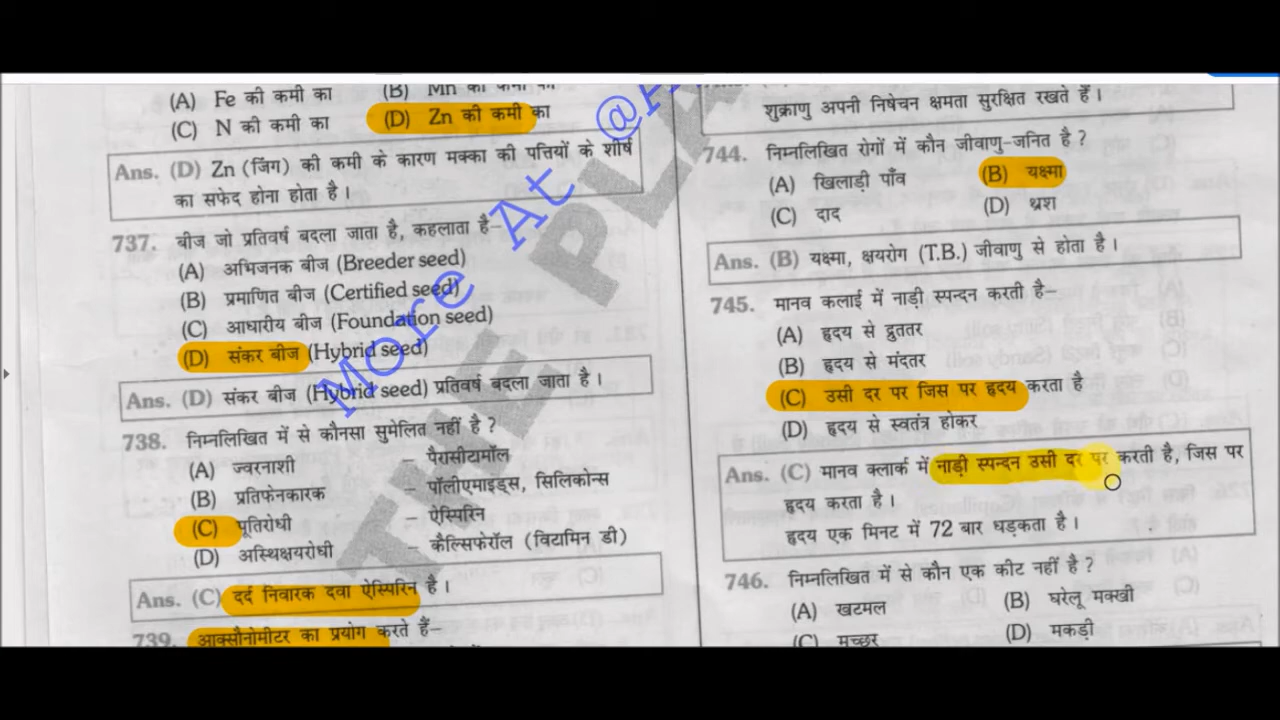 (A) Fe की कमी का (B) Mn की कमी का
(C) N की कमी का (D) Zn की कमी का
Ans. (D) Zn (जिंग) की कमी के कारण मक्का की पत्तियों के शीर्ष
का सफेद होना होता है।
737. बीज जो प्रतिवर्ष बदला जाता है, कहलाता है–
(A) अभिजनक बीज (Breeder seed)
(B) प्रमाणित बीज (Certified seed)
(C) आधारीय बीज (Foundation seed)
(D) संकर बीज (Hybrid seed)
Ans. (D) संकर बीज (Hybrid seed) प्रतिवर्ष बदला जाता है।
738. निम्नलिखित में से कौनसा सुमेलित नहीं है ?
(A) ज्वरनाशी – पैरासीटामॉल
(B) प्रतिफेनकारक – पॉलीएमाइड्स, सिलिकोन्स
(C) पूतिरोधी – ऐस्पिरिन
(D) अस्थिक्षयरोधी – कैल्सिफेरॉल (विटामिन डी)
Ans. (C) दर्द निवारक दवा ऐस्पिरिन है।
739. आक्सौनोमीटर का प्रयोग करते हैं–
शुक्राणु अपनी निषेचन क्षमता सुरक्षित रखते हैं।
744. निम्नलिखित रोगों में कौन जीवाणु-जनित है ?
(A) खिलाड़ी पाँव (B) यक्ष्मा
(C) दाद (D) थ्रश
Ans. (B) यक्ष्मा, क्षयरोग (T.B.) जीवाणु से होता है।
745. मानव कलाई में नाड़ी स्पन्दन करती है–
(A) हृदय से द्रुततर
(B) हृदय से मंदतर
(C) उसी दर पर जिस पर हृदय करता है
(D) हृदय से स्वतंत्र होकर
Ans. (C) मानव क्लार्क में नाड़ी स्पन्दन उसी दर पर करती है, जिस पर
हृदय करता है।
हृदय एक मिनट में 72 बार धड़कता है।
746. निम्नलिखित में से कौन एक कीट नहीं है ?
(A) खटमल (B) घरेलू मक्खी
(C) मच्छर (D) मकड़ी
More At @
THE PLA